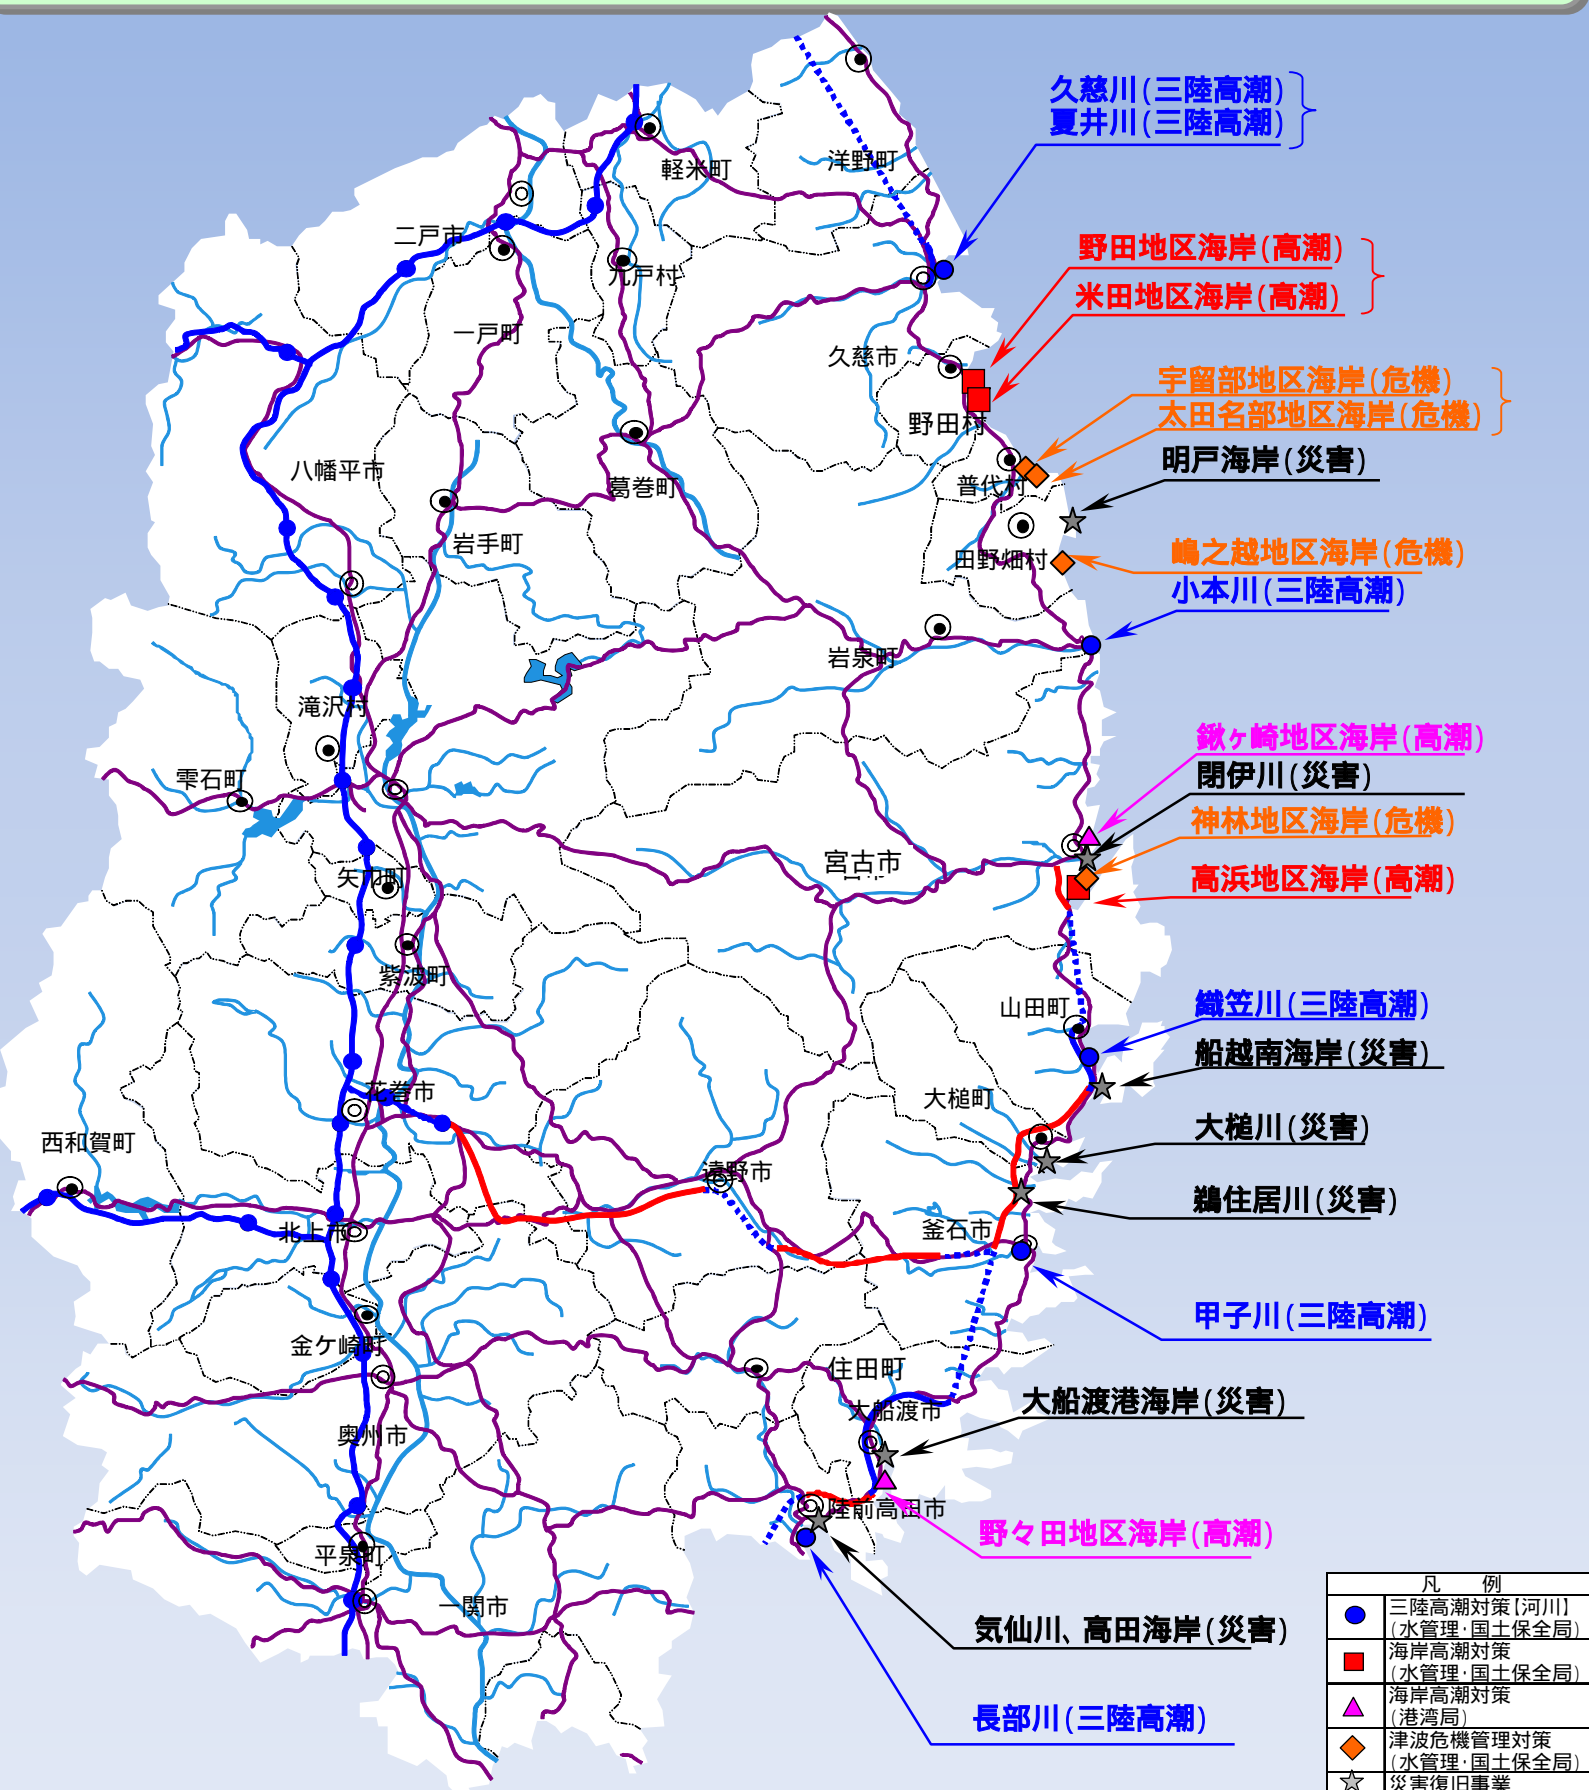 久慈川(三陸高潮)
夏井川(三陸高潮)
軽米町
洋野町
二戸市
九戸村
野田地区海岸(高潮)
米田地区海岸(高潮)
一戸町
久慈市
宇留部地区海岸(危機)
太田名部地区海岸(危機)
野田村
明戸海岸(災害)
八幡平市
葛巻町
普代村
岩手町
田野畑村
嶋之越地区海岸(危機)
小本川(三陸高潮)
岩泉町
滝沢村
鍬ヶ崎地区海岸(高潮)
雫石町
閉伊川(災害)
神林地区海岸(危機)
宮古市
矢巾町
高浜地区海岸(高潮)
紫波町
山田町
織笠川(三陸高潮)
船越南海岸(災害)
花巻市
大槌町
大槌川(災害)
西和賀町
遠野市
鵜住居川(災害)
北上市
釜石市
甲子川(三陸高潮)
金ケ崎町
住田町
大船渡港海岸(災害)
大船渡市
奥州市
陸前高田市
野々田地区海岸(高潮)
平泉町
一関市
気仙川、高田海岸(災害)
長部川(三陸高潮)
凡 例
三陸高潮対策【河川】
(水管理・国土保全局)
海岸高潮対策
(水管理・国土保全局)
海岸高潮対策
(港湾局)
津波危機管理対策
(水管理・国土保全局)
災害復旧事業